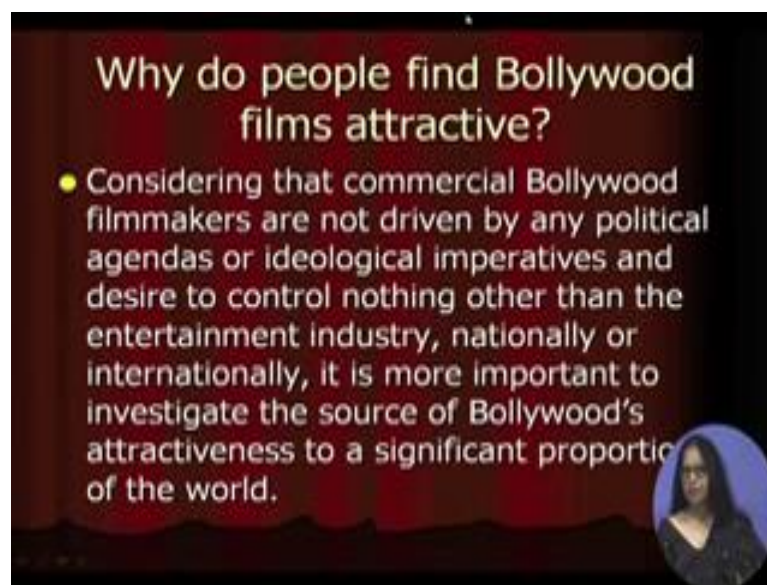 Why do people find Bollywood
films attractive?
Considering that commercial Bollywood
filmmakers are not driven by any political
agendas or ideological imperatives and
desire to control nothing other than the
entertainment industry, nationally or
internationally, it is more important to
investigate the source of Bollywood's
attractiveness to a significant proportio
of the world.